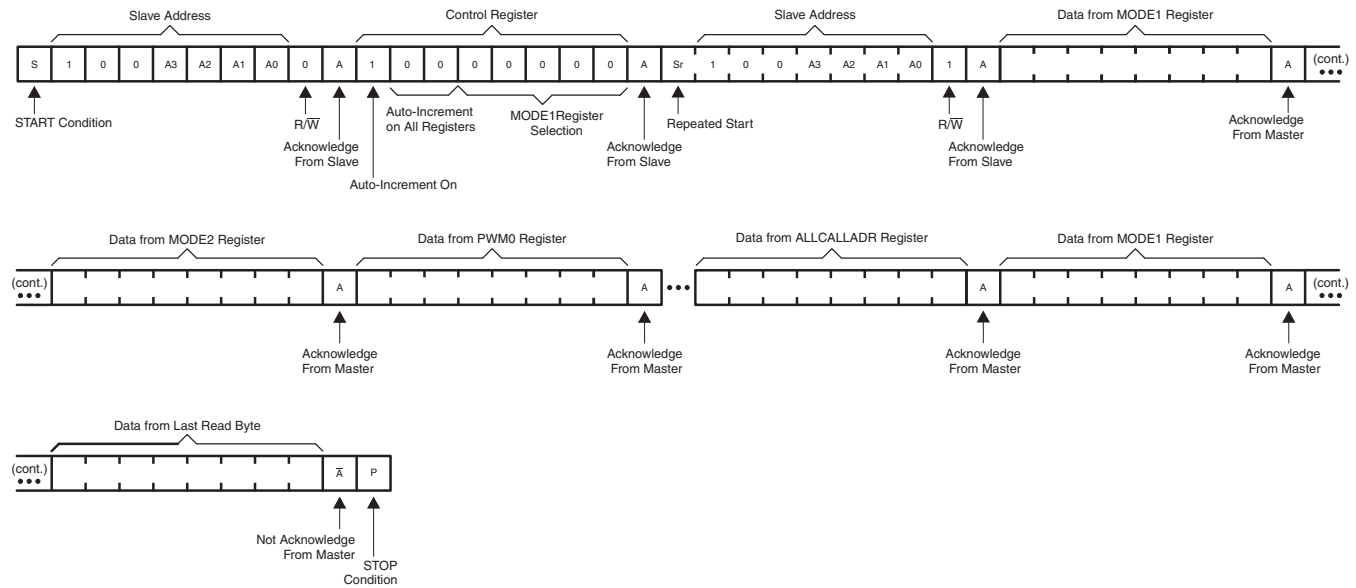 Slave Address Control Register Slave Address Data from MODE1 Register
S 1 0 0 A3 A2 A1 A0 0 A 1 0 0 0 0 0 0 0 A Sr 1 0 0 A3 A2 A1 A0 1 A A (cont.)
START Condition
R/W̅
Acknowledge
From Slave
Auto-Increment On
Auto-Increment
on All Registers
MODE1Register
Selection
Acknowledge
From Slave
Repeated Start
R/W̅
Acknowledge
From Slave
Acknowledge
From Master
Data from MODE2 Register Data from PWM0 Register Data from ALLCALLADR Register Data from MODE1 Register
(cont.) A A A A (cont.)
Acknowledge
From Master
Acknowledge
From Master
Acknowledge
From Master
Acknowledge
From Master
Data from Last Read Byte
(cont.) A̅ P
Not Acknowledge
From Master
STOP
Condition